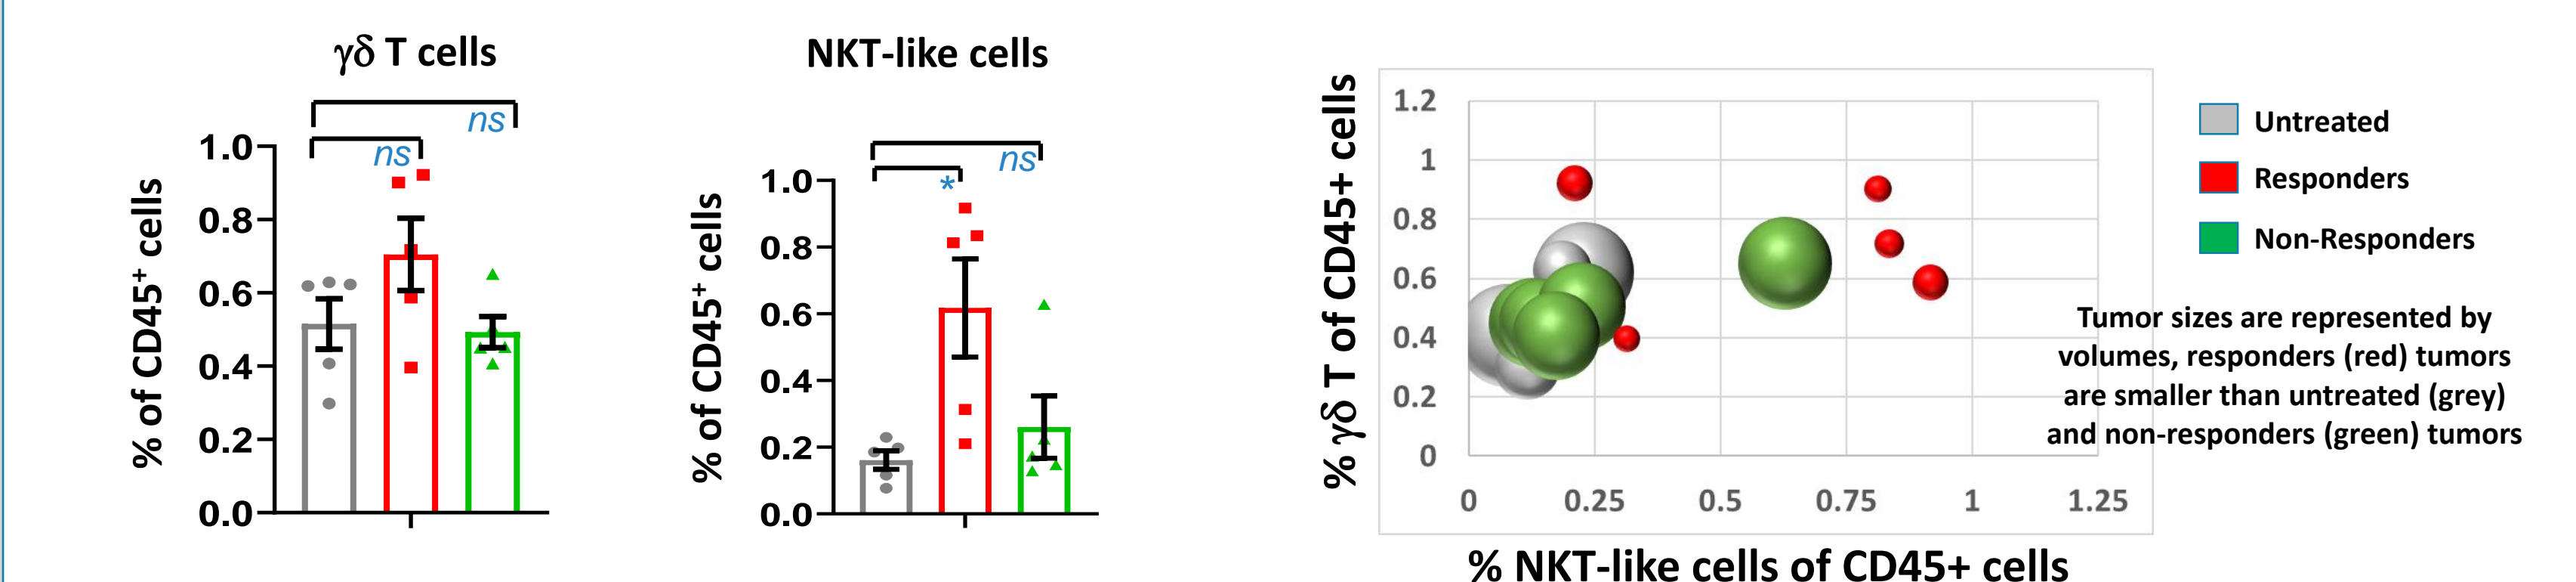 γδ T cells
ns
ns
% of CD45+ cells
1.0
0.8
0.6
0.4
0.2
0.0
NKT-like cells
ns
*
% of CD45+ cells
1.0
0.8
0.6
0.4
0.2
0.0
% γδ T of CD45+ cells
1.2
1
0.8
0.6
0.4
0.2
0
0 0.25 0.5 0.75 1 1.25
% NKT-like cells of CD45+ cells
Untreated
Responders
Non-Responders
Tumor sizes are represented by
volumes, responders (red) tumors
are smaller than untreated (grey)
and non-responders (green) tumors